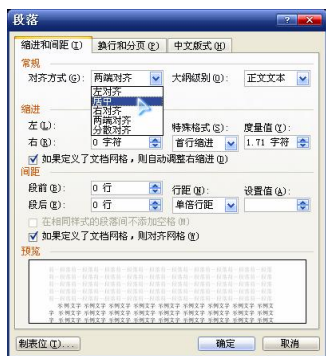 段落
缩进和间距(I) 换行和分页(P) 中文版式(H)
常规
对齐方式(G): 两端对齐 大纲级别(O): 正文文本
左对齐
居中
右对齐
两端对齐
分散对齐
缩进
左(L): 特殊格式(S): 度量值(Y):
右(R): 0 字符 首行缩进 1.71 字符
如果定义了文档网格，则自动调整右缩进(D)
间距
段前(B): 0 行 行距(N): 设置值(A):
段后(E): 0 行 单倍行距
在相同样式的段落间不添加空格(M)
如果定义了文档网格，则对齐网格(W)
预览
制表位(T)... 确定 取消